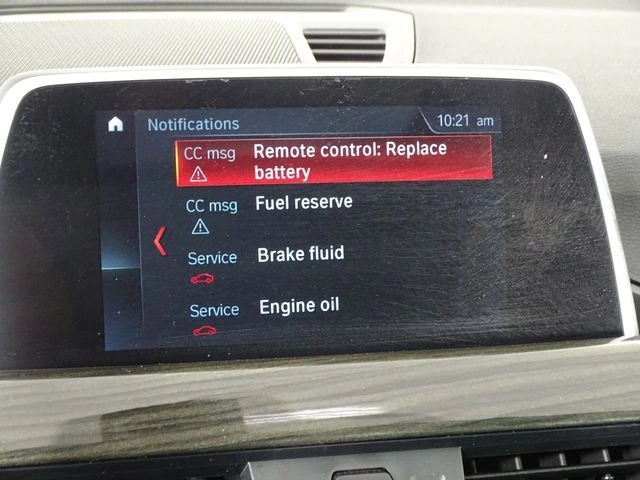 Notifications 10:21 am
CC msg Remote control: Replace
battery
CC msg Fuel reserve
Service Brake fluid
Service Engine oil